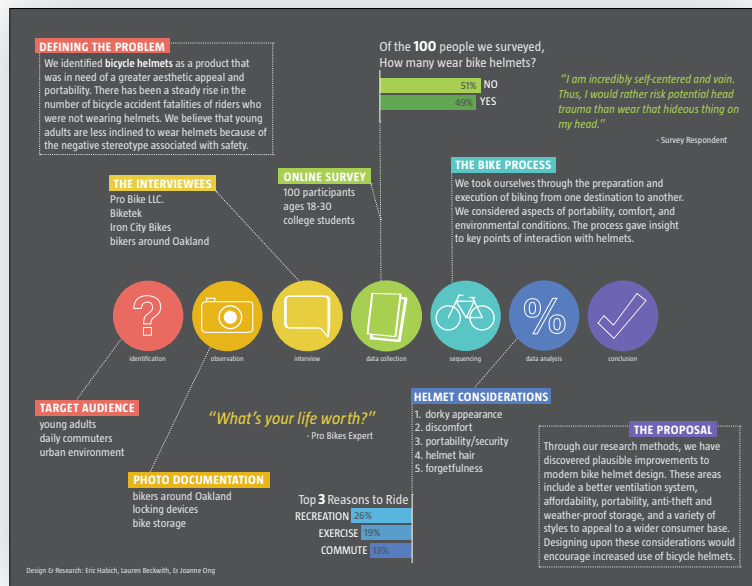 DEFINING THE PROBLEM
We identified bicycle helmets as a product that
was in need of a greater aesthetic appeal and
portability. There has been a steady rise in the
number of bicycle accident fatalities of riders who
were not wearing helmets. We believe that young
adults are less inclined to wear helmets because of
the negative stereotype associated with safety.
Of the 100 people we surveyed,
How many wear bike helmets?
51% NO
49% YES
"I am incredibly self-centered and vain.
Thus, I would rather risk potential head
trauma than wear that hideous thing on
my head."
- Survey Respondent
THE INTERVIEWEES
Pro Bike LLC.
Biketek
Iron City Bikes
bikers around Oakland
ONLINE SURVEY
100 participants
ages 18-30
college students
THE BIKE PROCESS
We took ourselves through the preparation and
execution of biking from one destination to another.
We considered aspects of portability, comfort, and
environmental conditions. The process gave insight
to key points of interaction with helmets.
?
%
identification
observation
interview
data collection
sequencing
data analysis
conclusion
TARGET AUDIENCE
young adults
daily commuters
urban environment
"What's your life worth?"
- Pro Bikes Expert
PHOTO DOCUMENTATION
bikers around Oakland
locking devices
bike storage
HELMET CONSIDERATIONS
1. dorky appearance
2. discomfort
3. portability/security
4. helmet hair
5. forgetfulness
Top 3 Reasons to Ride
RECREATION 26%
EXERCISE 19%
COMMUTE 13%
THE PROPOSAL
Through our research methods, we have
discovered plausible improvements to
modern bike helmet design. These areas
include a better ventilation system,
affordability, portability, anti-theft and
weather-proof storage, and a variety of
styles to appeal to a wider consumer base.
Designing upon these considerations would
encourage increased use of bicycle helmets.
Design & Research: Eric Habich, Lauren Beckwith, & Joanne Ong